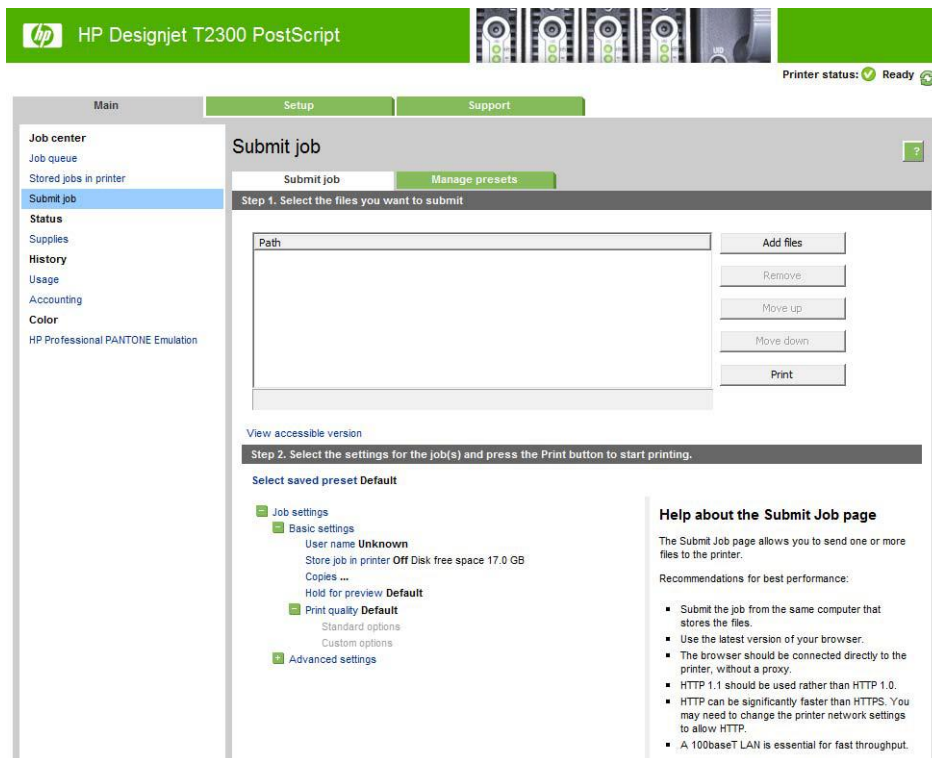 hp HP Designjet T2300 PostScript
UID
Printer status: Ready
Main Setup Support
Job center
Job queue
Stored jobs in printer
Submit job
Status
Supplies
History
Usage
Accounting
Color
HP Professional PANTONE Emulation
Submit job
?
Submit job Manage presets
Step 1. Select the files you want to submit
Path
Add files
Remove
Move up
Move down
Print
View accessible version
Step 2. Select the settings for the job(s) and press the Print button to start printing.
Select saved preset Default
Job settings
Basic settings
User name Unknown
Store job in printer Off Disk free space 17.0 GB
Copies ...
Hold for preview Default
Print quality Default
Standard options
Custom options
Advanced settings
Help about the Submit Job page
The Submit Job page allows you to send one or more
files to the printer.
Recommendations for best performance:
Submit the job from the same computer that
stores the files.
Use the latest version of your browser.
The browser should be connected directly to the
printer, without a proxy.
HTTP 1.1 should be used rather than HTTP 1.0.
HTTP can be significantly faster than HTTPS. You
may need to change the printer network settings
to allow HTTP.
A 100baseT LAN is essential for fast throughput.